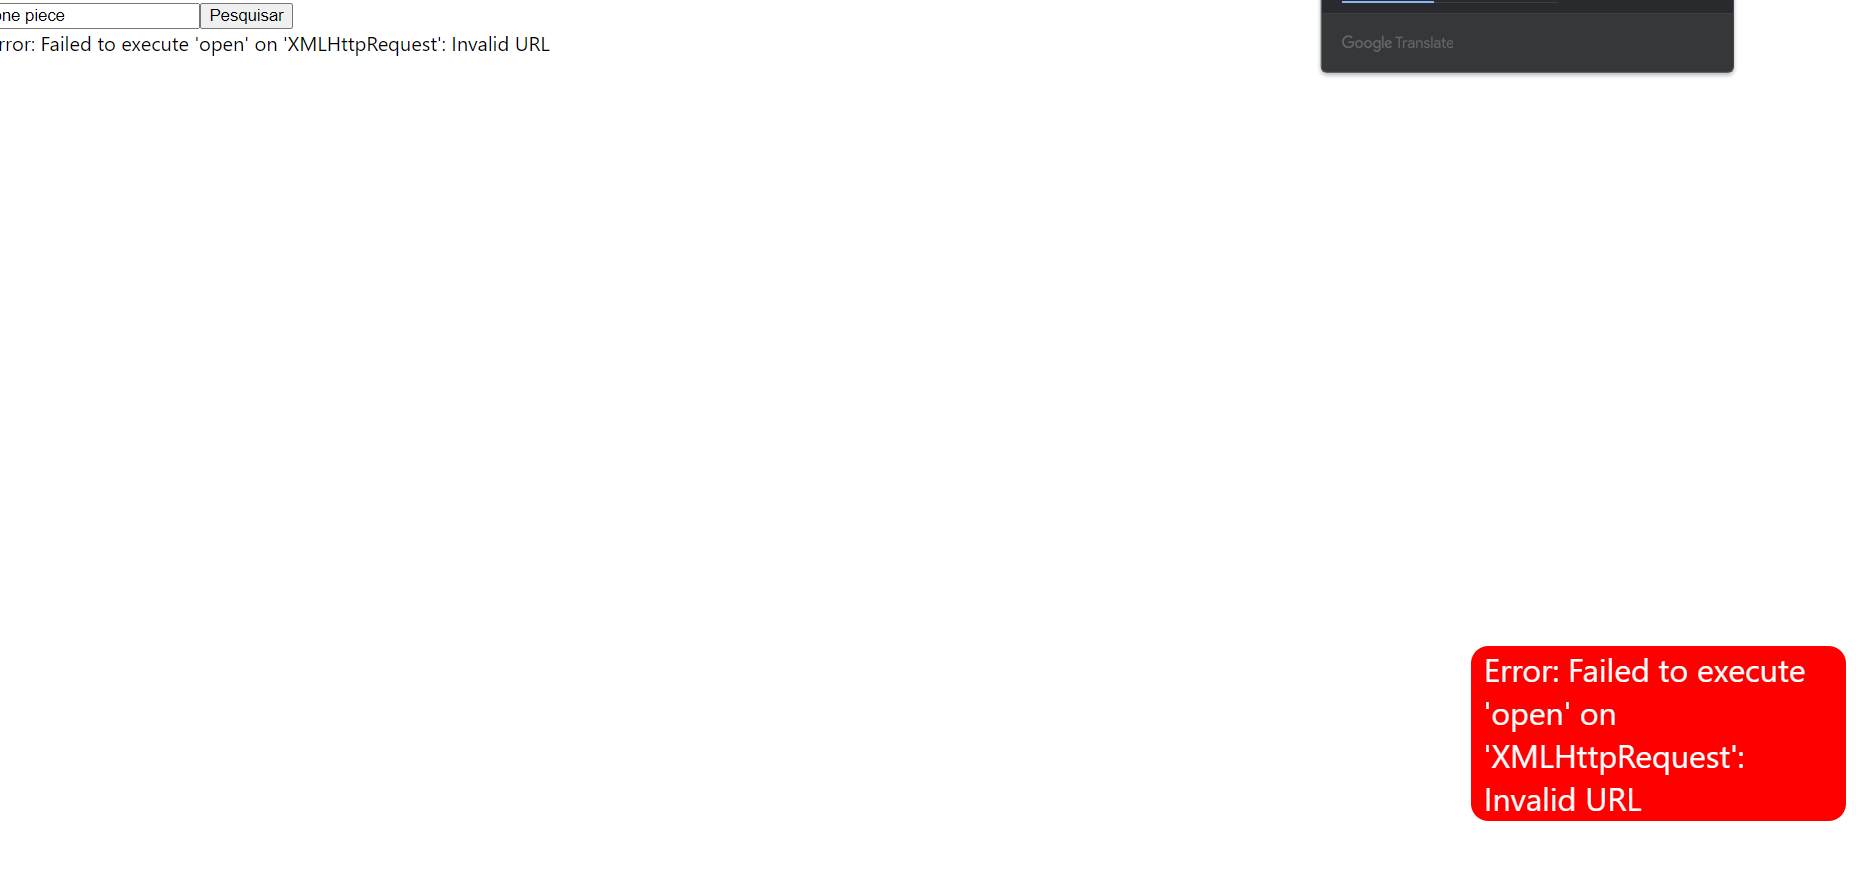 one piece
Pesquisar
rror: Failed to execute 'open' on 'XMLHttpRequest': Invalid URL
Google Translate
Error: Failed to execute
'open' on
'XMLHttpRequest':
Invalid URL